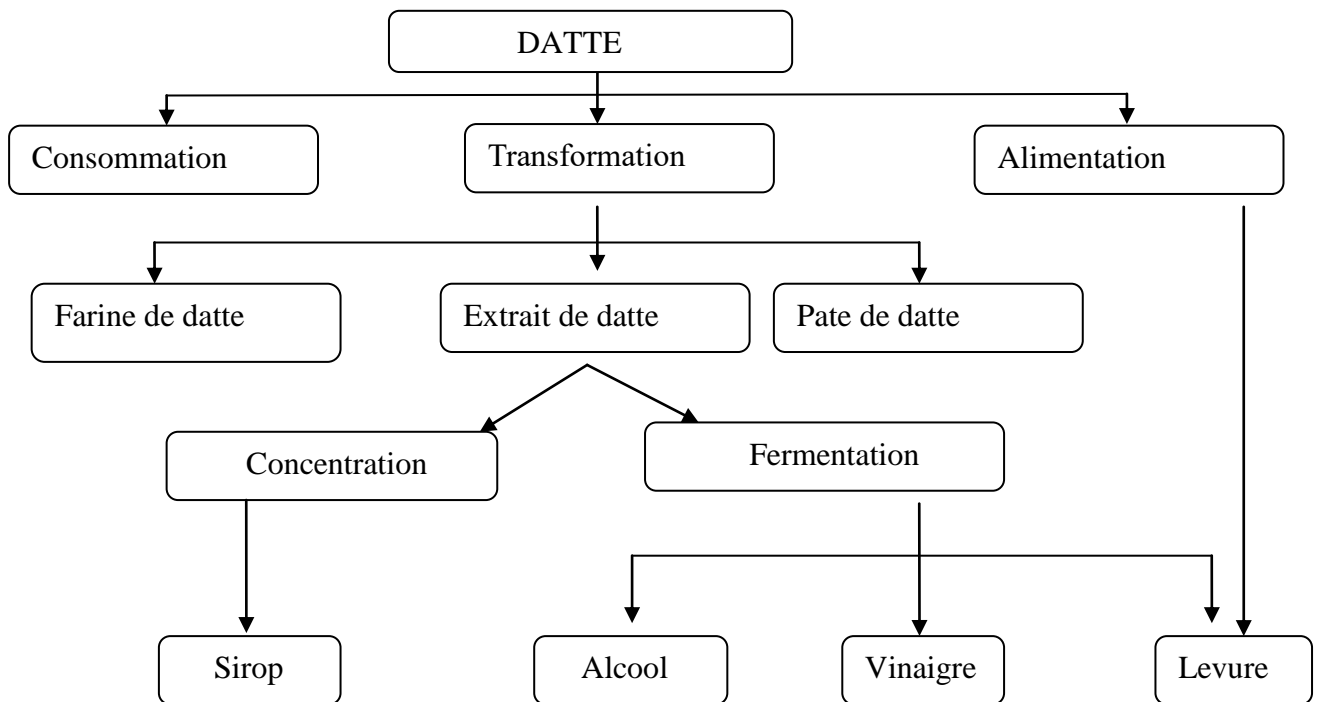 DATTE
Consommation
Transformation
Alimentation
Farine de datte
Extrait de datte
Pate de datte
Concentration
Fermentation
Sirop
Alcool
Vinaigre
Levure